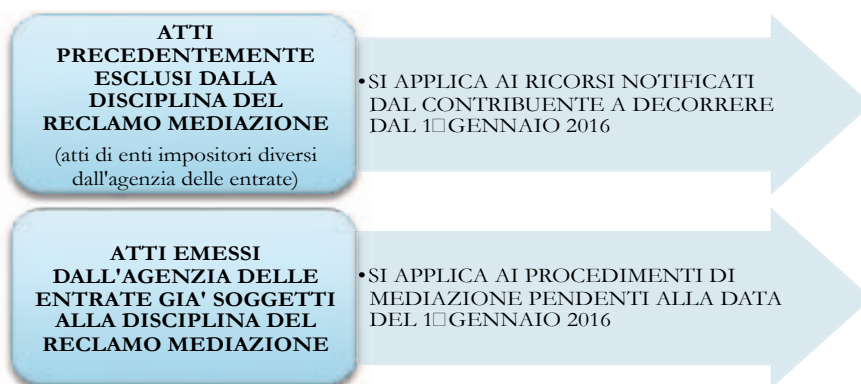 ATTI
PRECEDENTEMENTE
ESCLUSI DALLA
DISCIPLINA DEL
RECLAMO MEDIAZIONE
(atti di enti impositori diversi
dall'agenzia delle entrate)
•SI APPLICA AI RICORSI NOTIFICATI
DAL CONTRIBUENTE A DECORRERE
DAL 1□GENNAIO 2016
ATTI EMESSI
DALL'AGENZIA DELLE
ENTRATE GIA' SOGGETTI
ALLA DISCIPLINA DEL
RECLAMO MEDIAZIONE
•SI APPLICA AI PROCEDIMENTI DI
MEDIAZIONE PENDENTI ALLA DATA
DEL 1□GENNAIO 2016